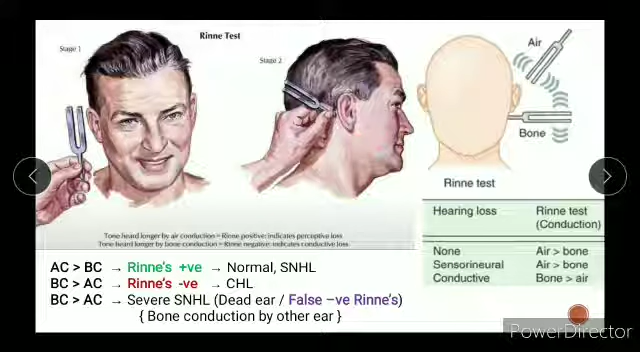 Rinne Test
Stage 1
Stage 2
Air
Bone
Rinne test
Tone heard longer by air conduction = Rinne positive: indicates perceptive loss
Tone heard longer by bone conduction = Rinne negative: indicates conductive loss
Hearing loss Rinne test (Conduction)
None Air > bone
Sensorineural Air > bone
Conductive Bone > air
AC > BC → Rinne's +ve → Normal, SNHL
BC > AC → Rinne's -ve → CHL
BC > AC → Severe SNHL (Dead ear / False –ve Rinne's)
{ Bone conduction by other ear }
PowerDirector